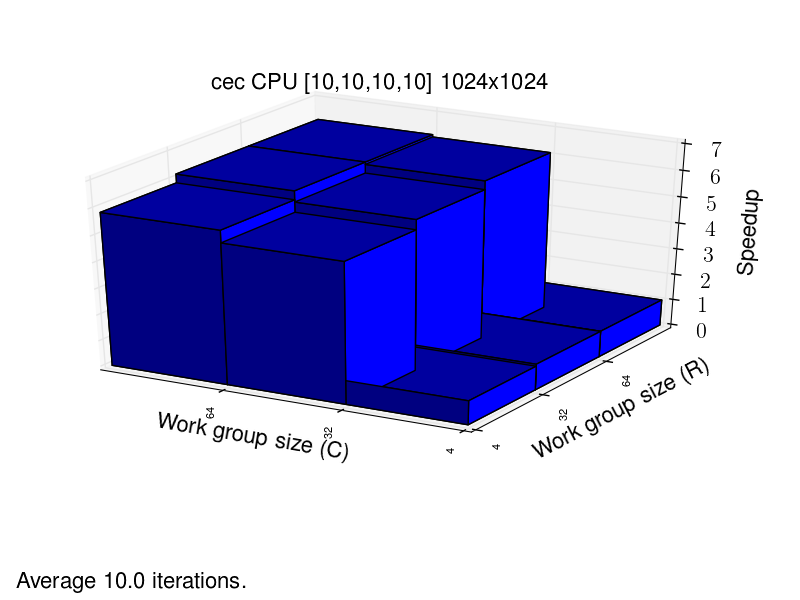 cec CPU [10,10,10,10] 1024x1024
7
6
5
4
3
2
1
0
Speedup
64
32
4
Work group size (C)
4
32
64
Work group size (R)
Average 10.0 iterations.